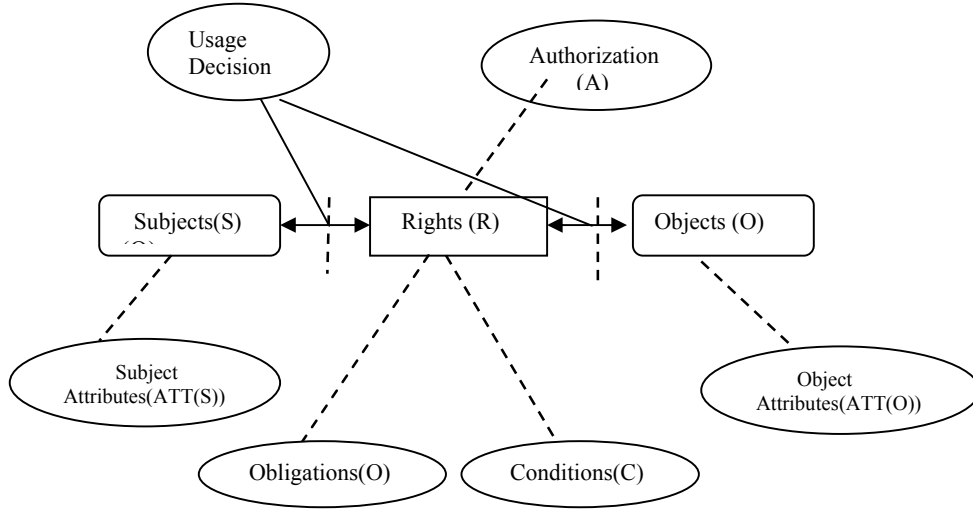 Usage
Decision
Authorization
(A)
Subjects(S)
Rights (R)
Objects (O)
Subject
Attributes(ATT(S))
Object
Attributes(ATT(O))
Obligations(O)
Conditions(C)